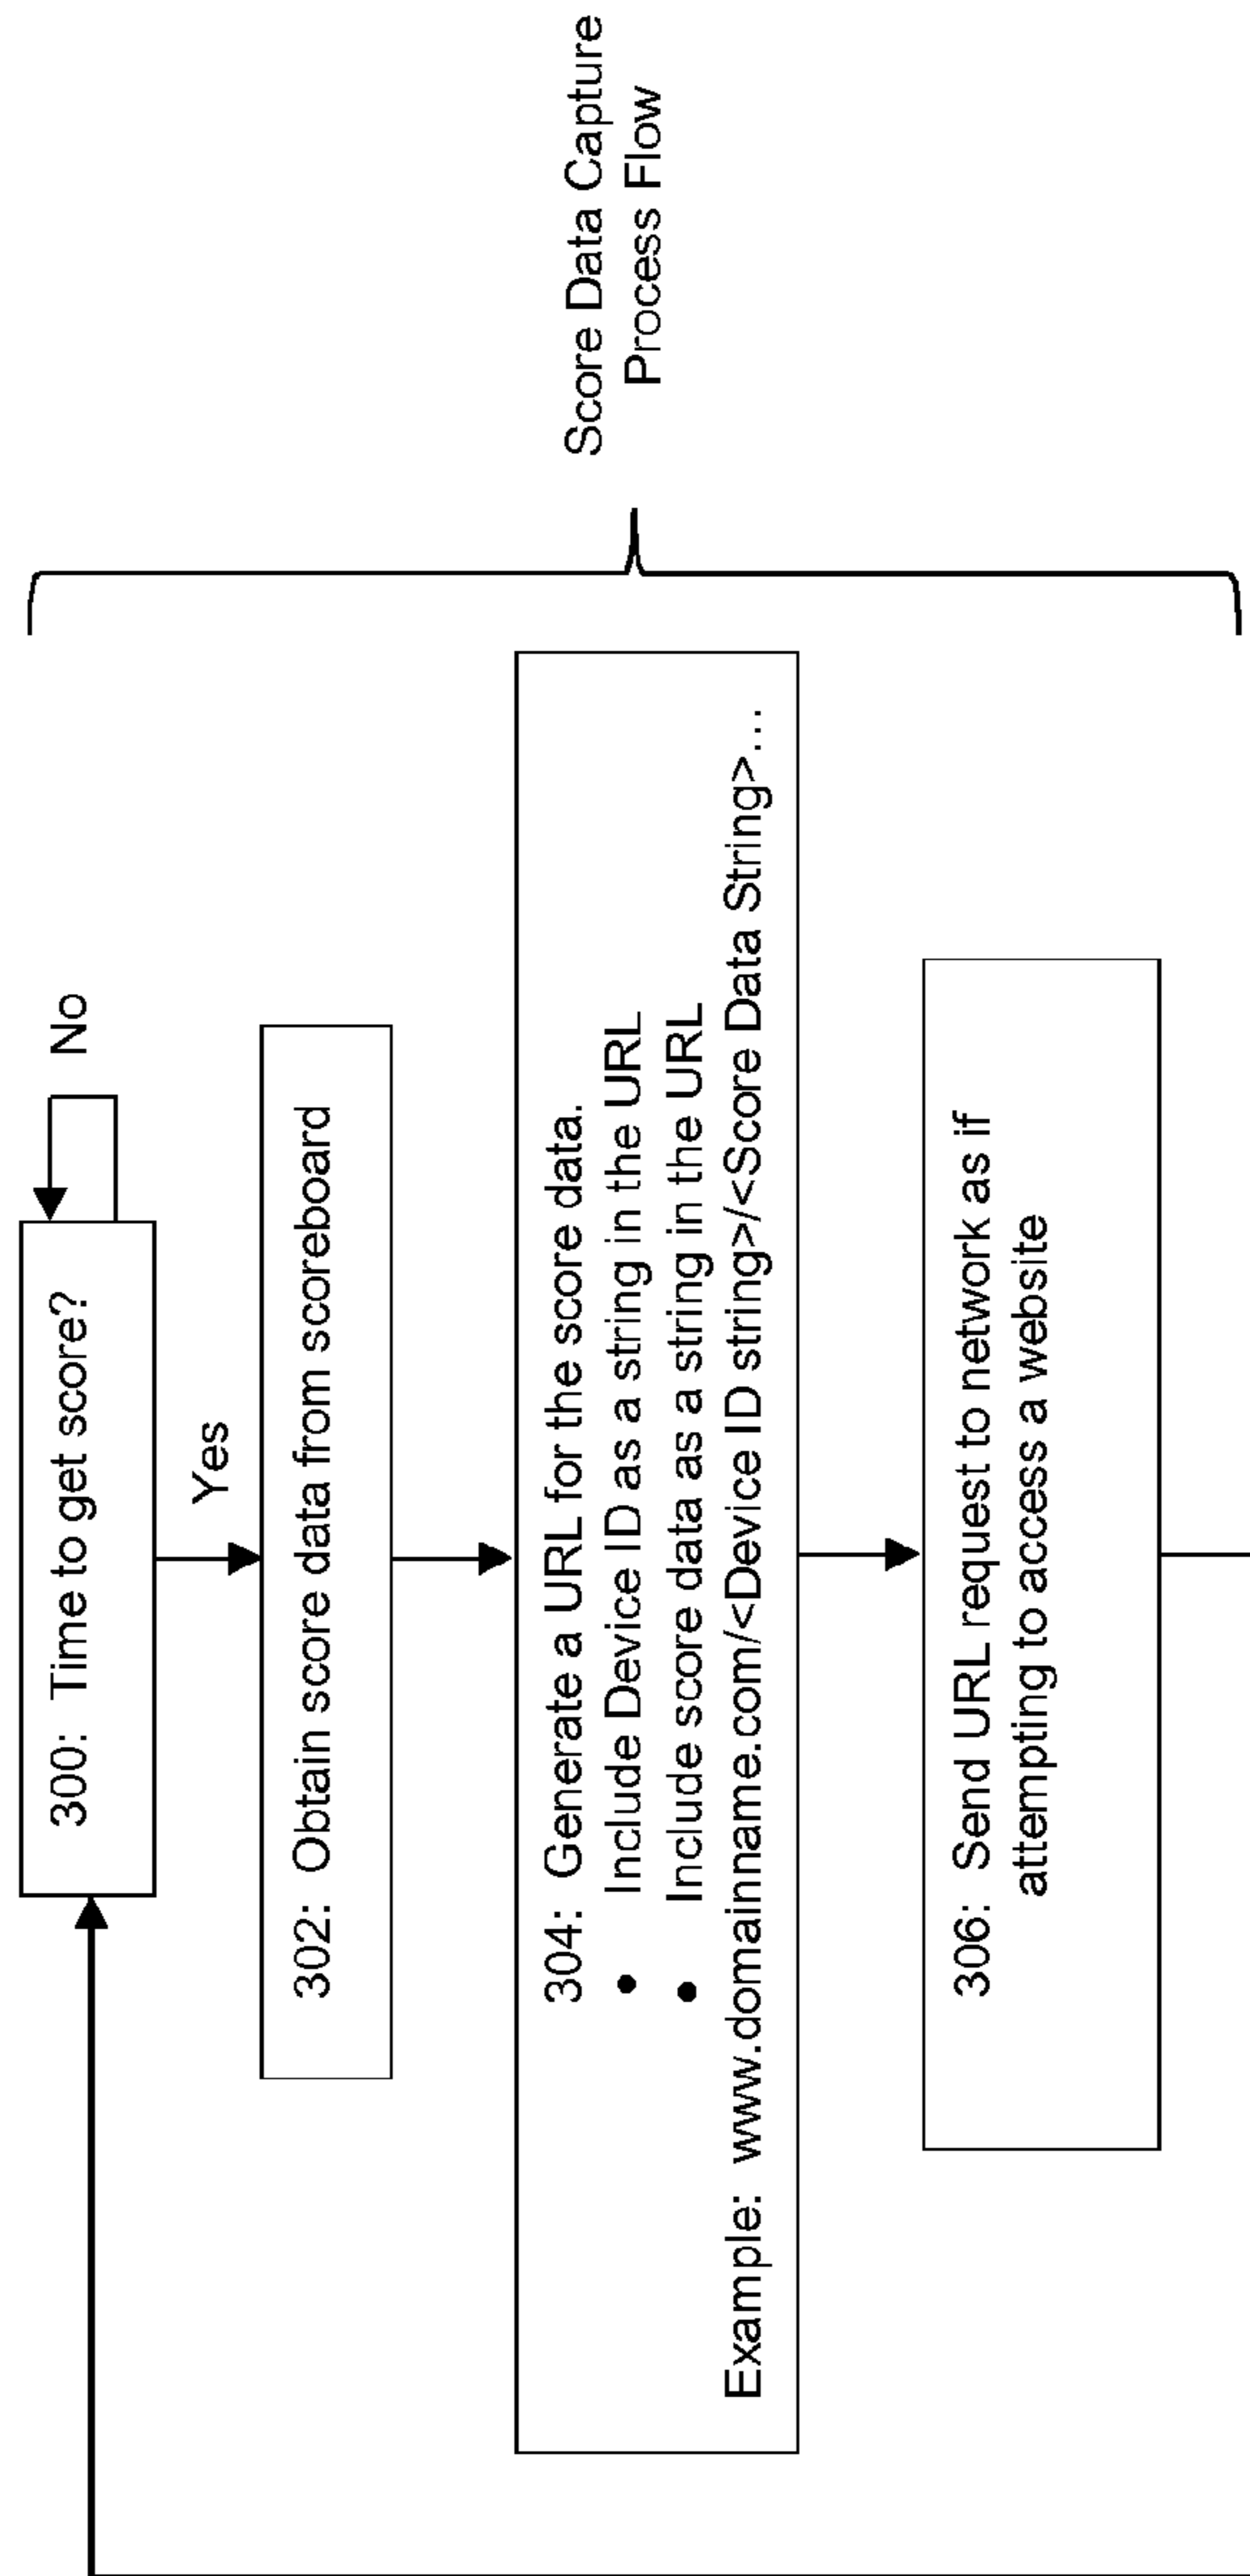 300:  Time to get score?
No
Yes
302:  Obtain score data from scoreboard
304:  Generate a URL for the score data.
• Include Device ID as a string in the URL
• Include score data as a string in the URL
Example:  www.domainname.com/<Device ID string>/<Score Data String>…
306:  Send URL request to network as if
attempting to access a website
Score Data Capture
Process Flow